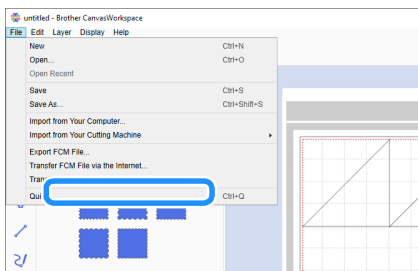 untitled - Brother CanvasWorkspace
File Edit Layer Display Help
New Ctrl+N
Open... Ctrl+O
Open Recent
Save Ctrl+S
Save As... Ctrl+Shift+S
Import from Your Computer...
Import from Your Cutting Machine
Export FCM File...
Transfer FCM File via the Internet...
Ctrl+Q